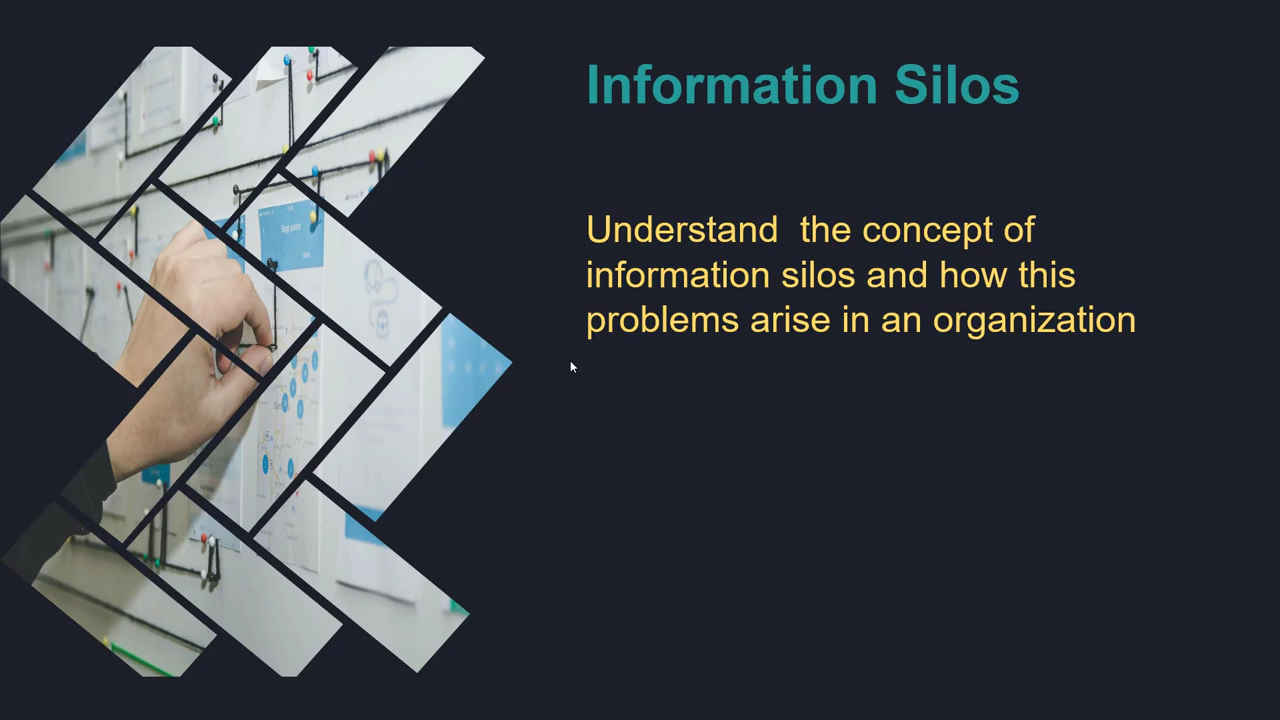 Information Silos
Understand  the concept of
information silos and how this
problems arise in an organization